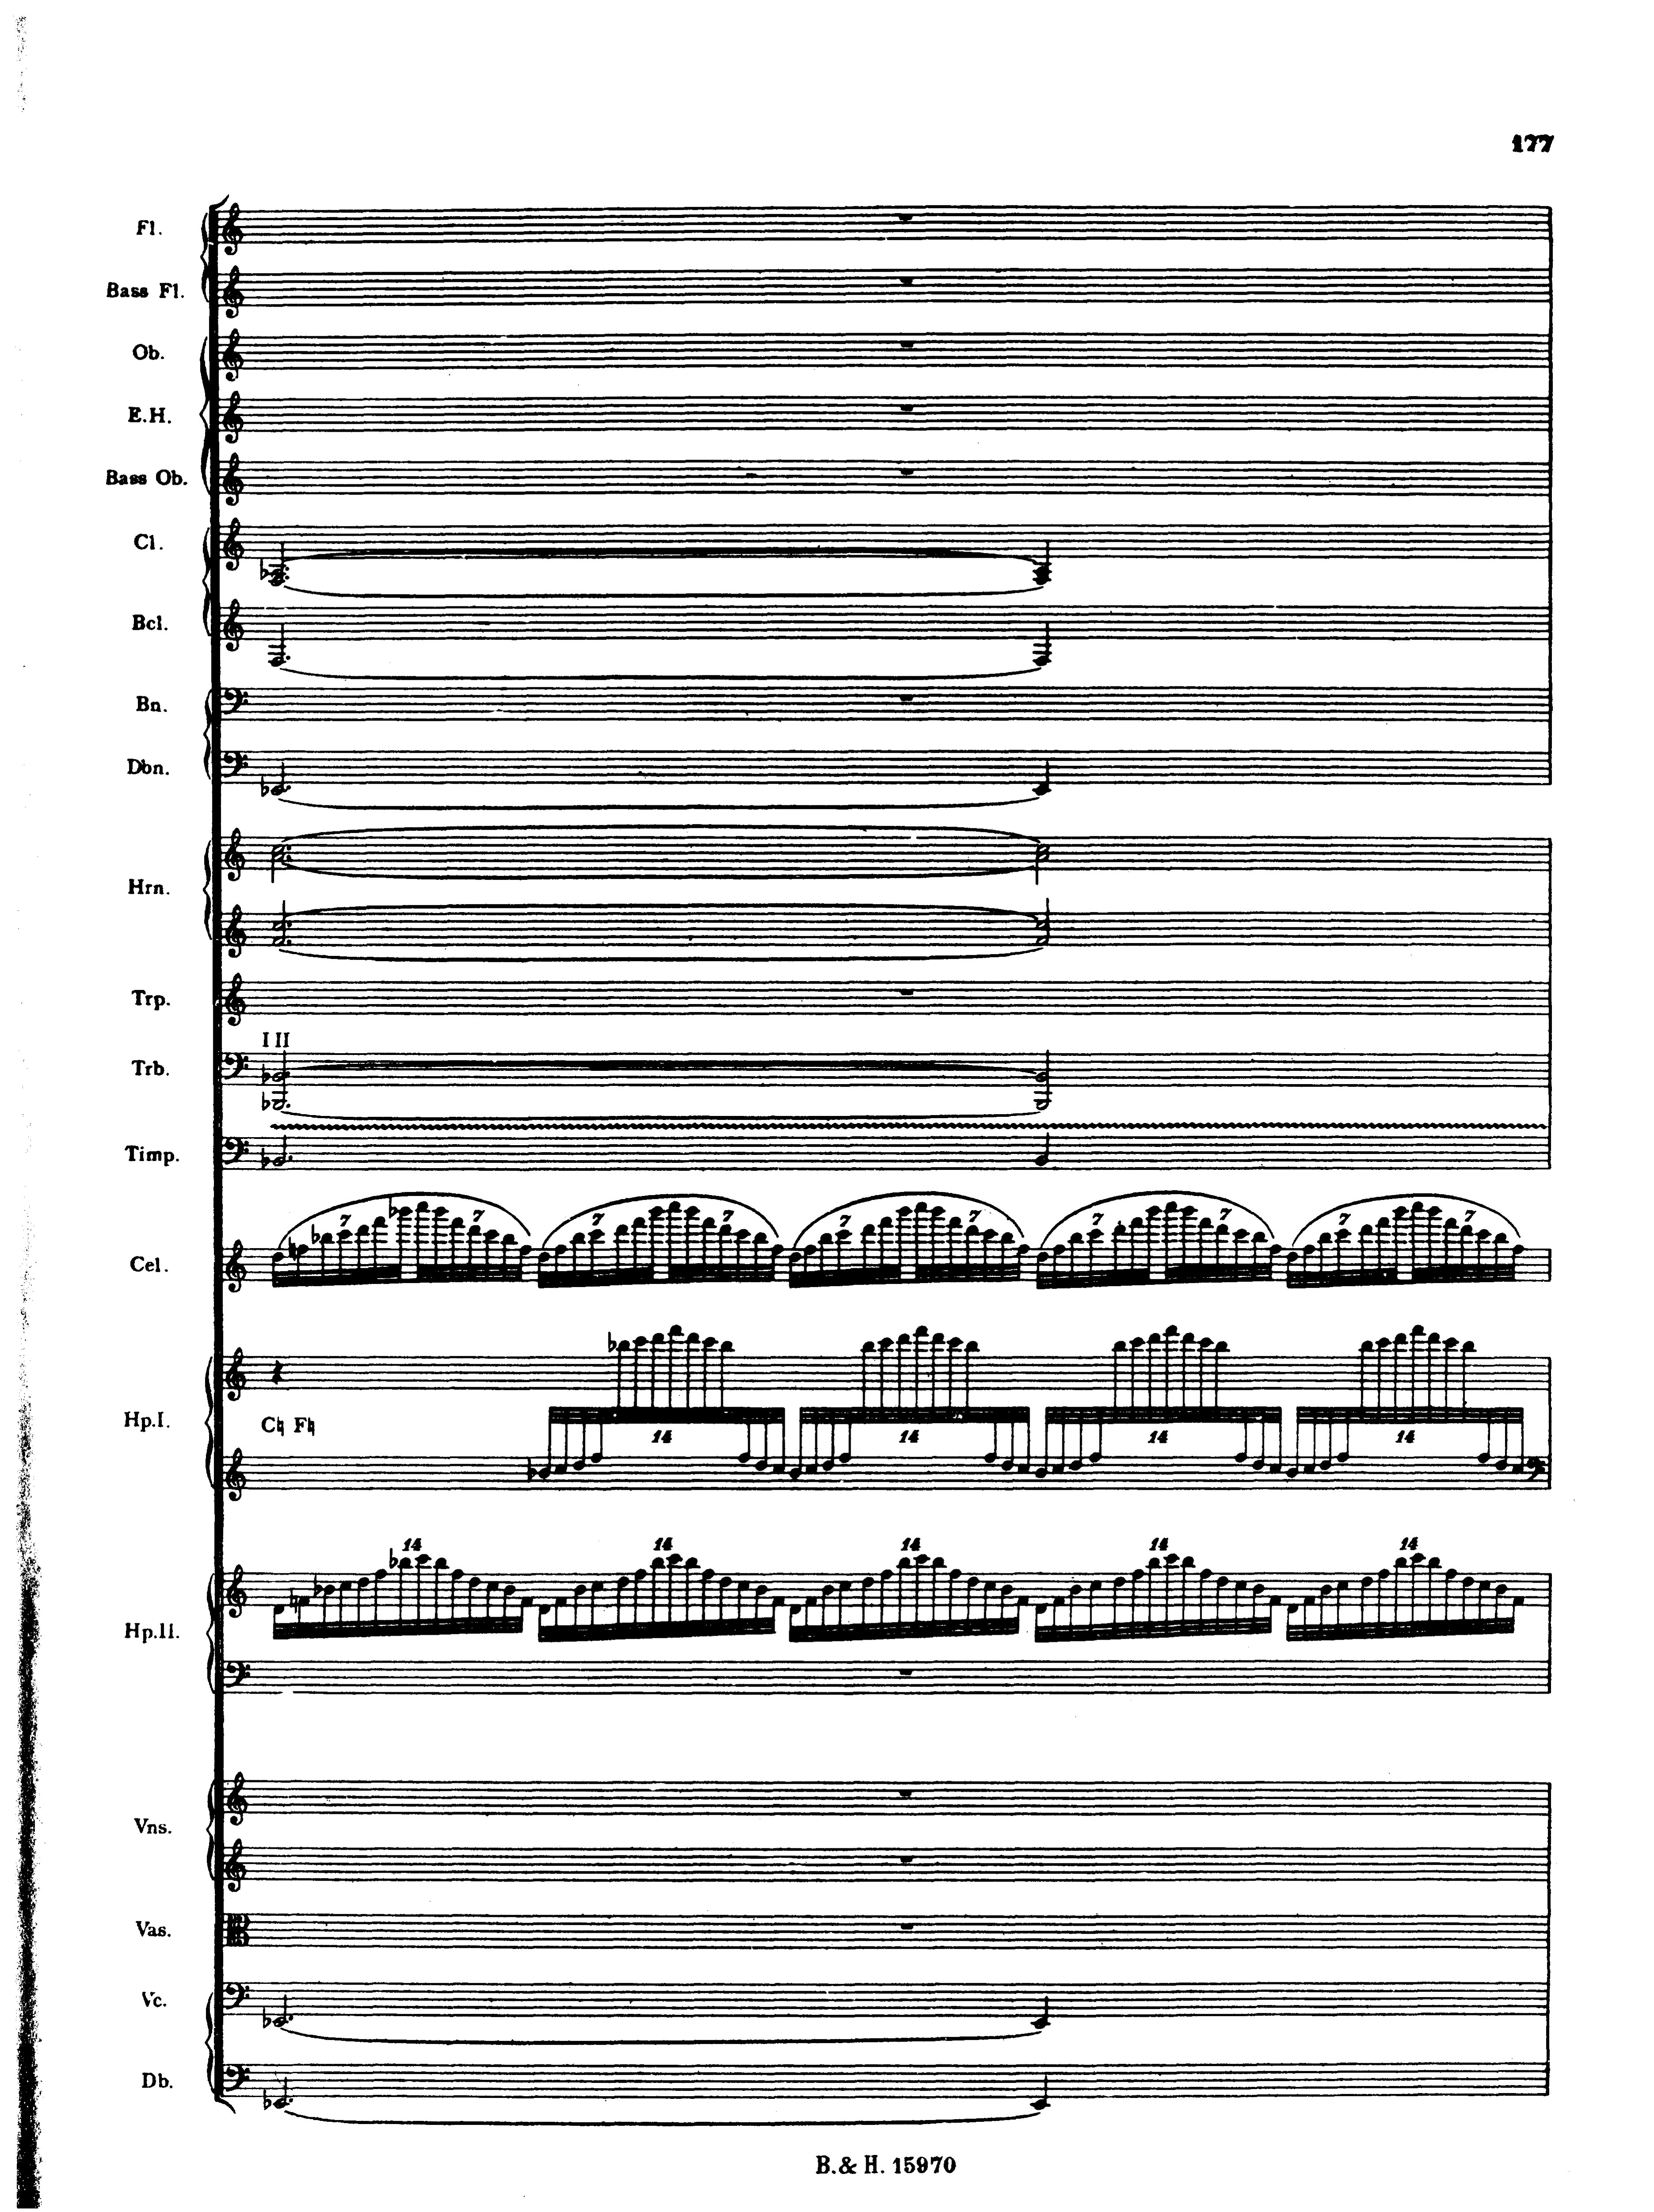 177
Fl.
Bass Fl.
Ob.
E.H.
Bass Ob.
Cl.
Bcl.
Bn.
Dbn.
Hrn.
Trp.
I II
Trb.
Timp.
7 7 7 7 7 7 7 7 7 7
Cel.
Hp.I.
C♮ F♮
14 14 14 14
14 14 14 14 14
Hp.II.
Vns.
Vas.
Vc.
Db.
B.& H. 15970